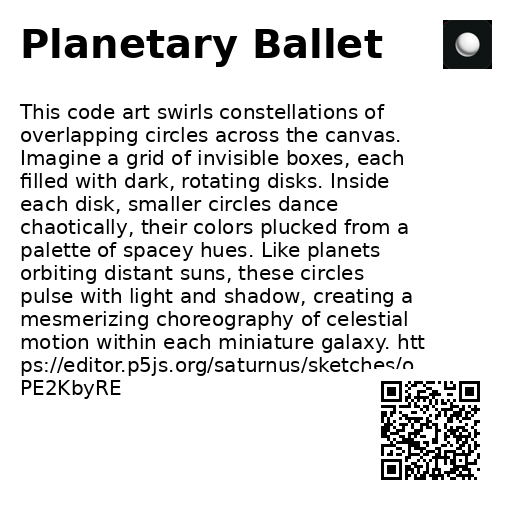 Planetary Ballet
This code art swirls constellations of
overlapping circles across the canvas.
Imagine a grid of invisible boxes, each
filled with dark, rotating disks. Inside
each disk, smaller circles dance
chaotically, their colors plucked from a
palette of spacey hues. Like planets
orbiting distant suns, these circles
pulse with light and shadow, creating a
mesmerizing choreography of celestial
motion within each miniature galaxy. htt
ps://editor.p5js.org/saturnus/sketches/o
PE2KbyRE